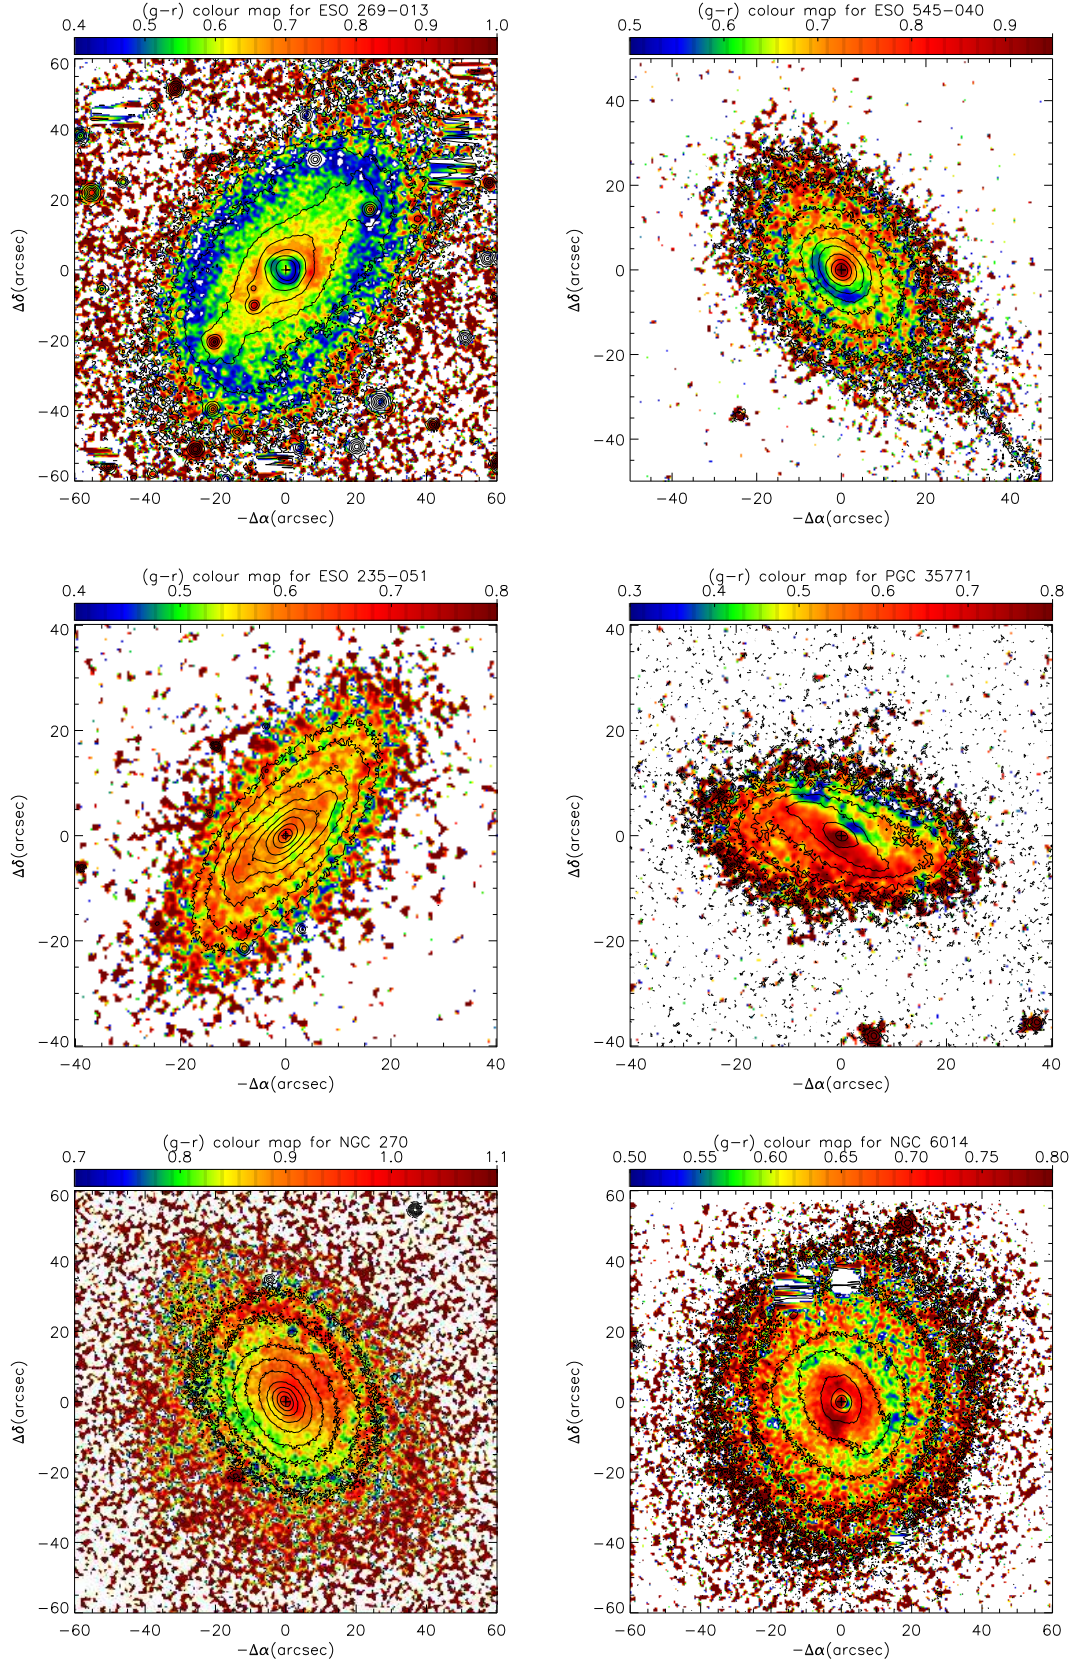 (g−r) colour map for ESO 269−013
0.4 0.5 0.6 0.7 0.8 0.9 1.0
60
40
20
0
−20
−40
−60
Δδ(arcsec)
−60 −40 −20 0 20 40 60
−Δα(arcsec)
(g−r) colour map for ESO 545−040
0.5 0.6 0.7 0.8 0.9
40
20
0
−20
−40
Δδ(arcsec)
−40 −20 0 20 40
−Δα(arcsec)
(g−r) colour map for ESO 235−051
0.4 0.5 0.6 0.7 0.8
40
20
0
−20
−40
Δδ(arcsec)
−40 −20 0 20 40
−Δα(arcsec)
(g−r) colour map for PGC 35771
0.3 0.4 0.5 0.6 0.7 0.8
40
20
0
−20
−40
Δδ(arcsec)
−40 −20 0 20 40
−Δα(arcsec)
(g−r) colour map for NGC 270
0.7 0.8 0.9 1.0 1.1
60
40
20
0
−20
−40
−60
Δδ(arcsec)
−60 −40 −20 0 20 40 60
−Δα(arcsec)
(g−r) colour map for NGC 6014
0.50 0.55 0.60 0.65 0.70 0.75 0.80
60
40
20
0
−20
−40
−60
Δδ(arcsec)
−60 −40 −20 0 20 40 60
−Δα(arcsec)